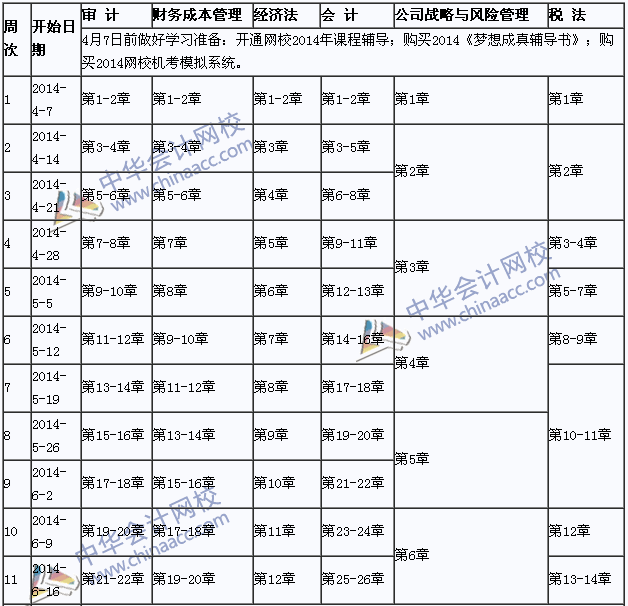 周次 开始日期 审 计 财务成本管理 经济法 会 计 公司战略与风险管理 税 法
4月7日前做好学习准备：开通网校2014年课程辅导；购买2014《梦想成真辅导书》；购
买2014网校机考模拟系统。
1 2014-4-7 第1-2章 第1-2章 第1-2章 第1-2章 第1章 第1章
2 2014-4-14 第3-4章 第3-4章 第3章 第3-5章 第2章 第2章
3 2014-4-21 第5-6章 第5-6章 第4章 第6-8章
4 2014-4-28 第7-8章 第7章 第5章 第9-11章 第3章 第3-4章
5 2014-5-5 第9-10章 第8章 第6章 第12-13章 第5-7章
6 2014-5-12 第11-12章 第9-10章 第7章 第14-16章 第4章 第8-9章
7 2014-5-19 第13-14章 第11-12章 第8章 第17-18章 第10-11章
8 2014-5-26 第15-16章 第13-14章 第9章 第19-20章 第5章
9 2014-6-2 第17-18章 第15-16章 第10章 第21-22章
10 2014-6-9 第19-20章 第17-18章 第11章 第23-24章 第6章 第12章
11 2014-6-16 第21-22章 第19-20章 第12章 第25-26章 第13-14章
中华会计网校
www.chinaacc.com
中华会计网校
www.chinaacc.com
中华会计网校
www.chinaacc.com